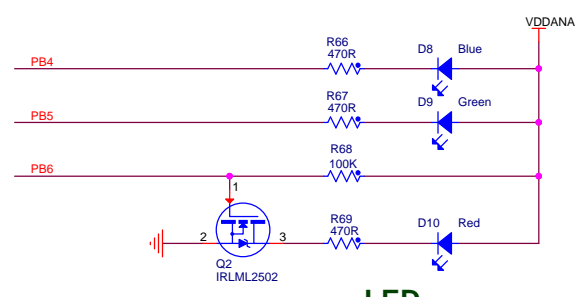 VDDANA
R66
470R
D8 Blue
PB4
R67
470R
D9 Green
PB5
R68
100K
PB6
1
R69
470R
D10 Red
2
3
Q2
IRLML2502
LED